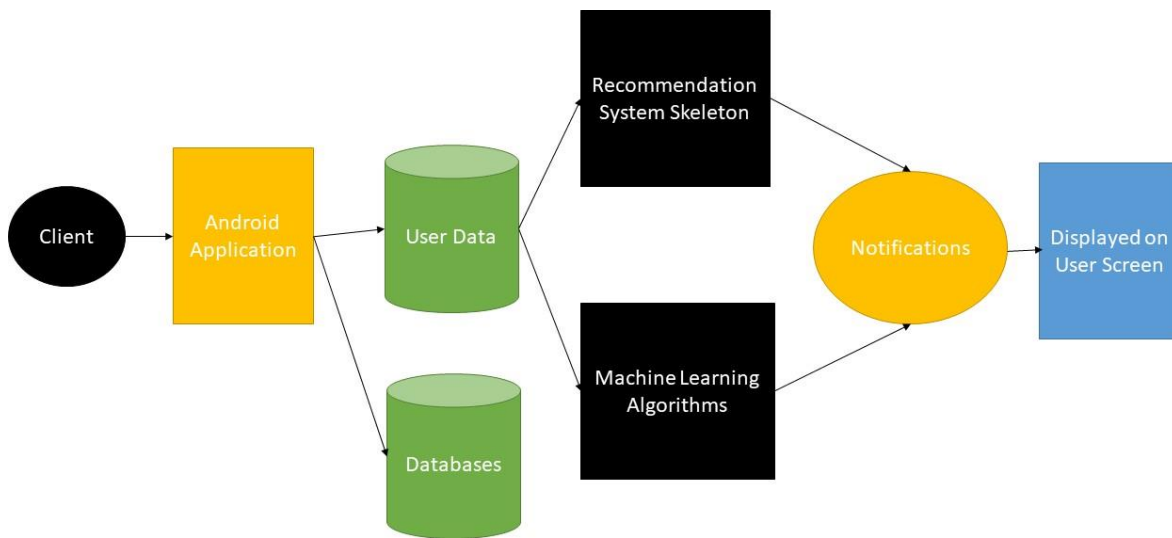 Client
Android
Application
User Data
Databases
Recommendation
System Skeleton
Machine Learning
Algorithms
Notifications
Displayed on
User Screen